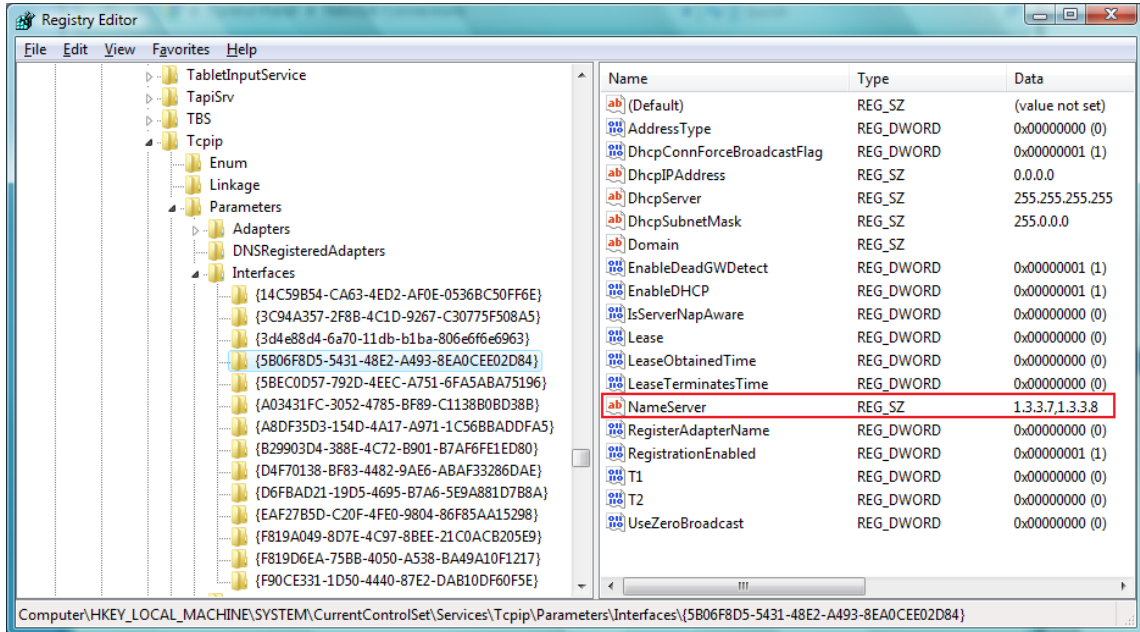 Registry Editor
File Edit View Favorites Help
TabletInputService
TapiSrv
TBS
Tcpip
Enum
Linkage
Parameters
Adapters
DNSRegisteredAdapters
Interfaces
{14C59B54-CA63-4ED2-AF0E-0536BC50FF6E}
{3C94A357-2F8B-4C1D-9267-C30775F508A5}
{3d4e88d4-6a70-11db-b1ba-806e6f6e6963}
{5B06F8D5-5431-48E2-A493-8EA0CEE02D84}
{5BEC0D57-792D-4EEC-A751-6FA5ABA75196}
{A03431FC-3052-4785-BF89-C1138B0BD38B}
{A8DF35D3-154D-4A17-A971-1C56BBADDFA5}
{B29903D4-388E-4C72-B901-B7AF6FE1ED80}
{D4F70138-BF83-4482-9AE6-ABAF33286DAE}
{D6FBAD21-19D5-4695-B7A6-5E9A881D7B8A}
{EAF27B5D-C20F-4FE0-9804-86F85AA15298}
{F819A049-8D7E-4C97-8BEE-21C0ACB205E9}
{F819D6EA-75BB-4050-A538-BA49A10F1217}
{F90CE331-1D50-4440-87E2-DAB10DF60F5E}
Name Type Data
(Default) REG_SZ (value not set)
AddressType REG_DWORD 0x00000000 (0)
DhcpConnForceBroadcastFlag REG_DWORD 0x00000001 (1)
DhcpIPAddress REG_SZ 0.0.0.0
DhcpServer REG_SZ 255.255.255.255
DhcpSubnetMask REG_SZ 255.0.0.0
Domain REG_SZ
EnableDeadGWDetect REG_DWORD 0x00000001 (1)
EnableDHCP REG_DWORD 0x00000001 (1)
IsServerNapAware REG_DWORD 0x00000000 (0)
Lease REG_DWORD 0x00000000 (0)
LeaseObtainedTime REG_DWORD 0x00000000 (0)
LeaseTerminatesTime REG_DWORD 0x00000000 (0)
NameServer REG_SZ 1.3.3.7,1.3.3.8
RegisterAdapterName REG_DWORD 0x00000000 (0)
RegistrationEnabled REG_DWORD 0x00000001 (1)
T1 REG_DWORD 0x00000000 (0)
T2 REG_DWORD 0x00000000 (0)
UseZeroBroadcast REG_DWORD 0x00000000 (0)
Computer\HKEY_LOCAL_MACHINE\SYSTEM\CurrentControlSet\Services\Tcpip\Parameters\Interfaces\{5B06F8D5-5431-48E2-A493-8EA0CEE02D84}